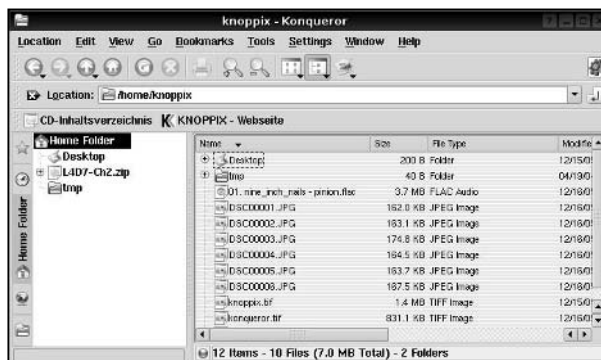 knoppix - Konqueror
Location Edit View Go Bookmarks Tools Settings Window Help
Location: /home/knoppix
CD-Inhaltsverzeichnis KNOPPIX - Webseite
Home Folder
Desktop
L4D7-Ch2.zip
tmp
Home Folder
Name Size File Type Modifie
Desktop 200 B Folder 12/15/0
tmp 40 B Folder 04/19/0
01. nine_inch_nails - pinion.flac 3.7 MB FLAC Audio 12/16/0
DSC00001.JPG 162.0 KB JPEG Image 12/16/0
DSC00002.JPG 163.1 KB JPEG Image 12/16/0
DSC00003.JPG 174.8 KB JPEG Image 12/16/0
DSC00004.JPG 164.5 KB JPEG Image 12/16/0
DSC00005.JPG 163.7 KB JPEG Image 12/16/0
167.5 KB JPEG Image 12/16/0
1.4 MB TIFF Image 12/15/0
konqueror.tif 831.1 KB TIFF Image 12/16/0
12 Items - 10 Files (7.0 MB Total) - 2 Folders